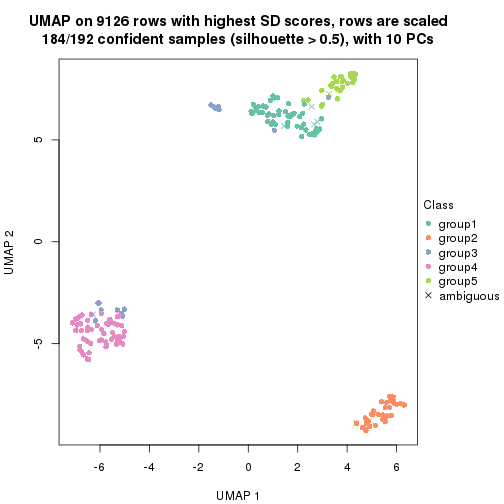 UMAP on 9126 rows with highest SD scores, rows are scaled
184/192 confident samples (silhouette > 0.5), with 10 PCs
5
0
-5
UMAP 2
-6
-4
-2
0
2
4
6
UMAP 1
Class
group1
group2
group3
group4
group5
ambiguous